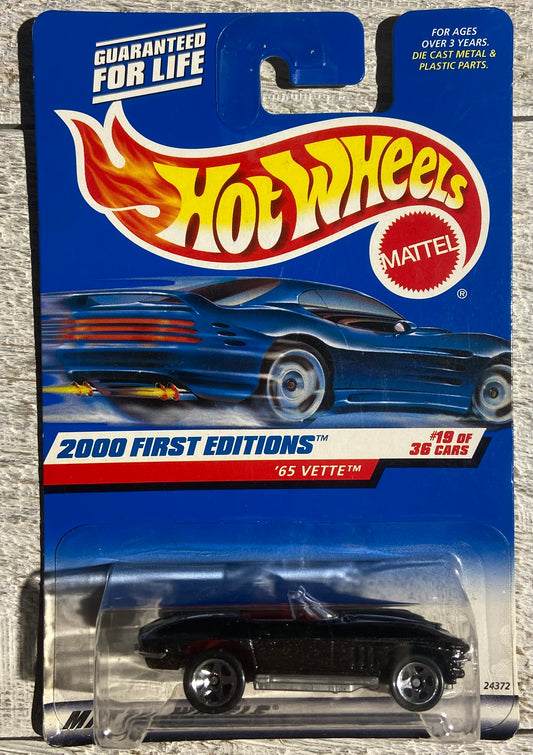 GUARANTEED
FOR LIFE
FOR AGES
OVER 3 YEARS.
DIE CAST METAL &
PLASTIC PARTS.
HOT WHEELS
MATTEL
®
2000 FIRST EDITIONS™
#19 OF
36 CARS
'65 VETTE™
24372